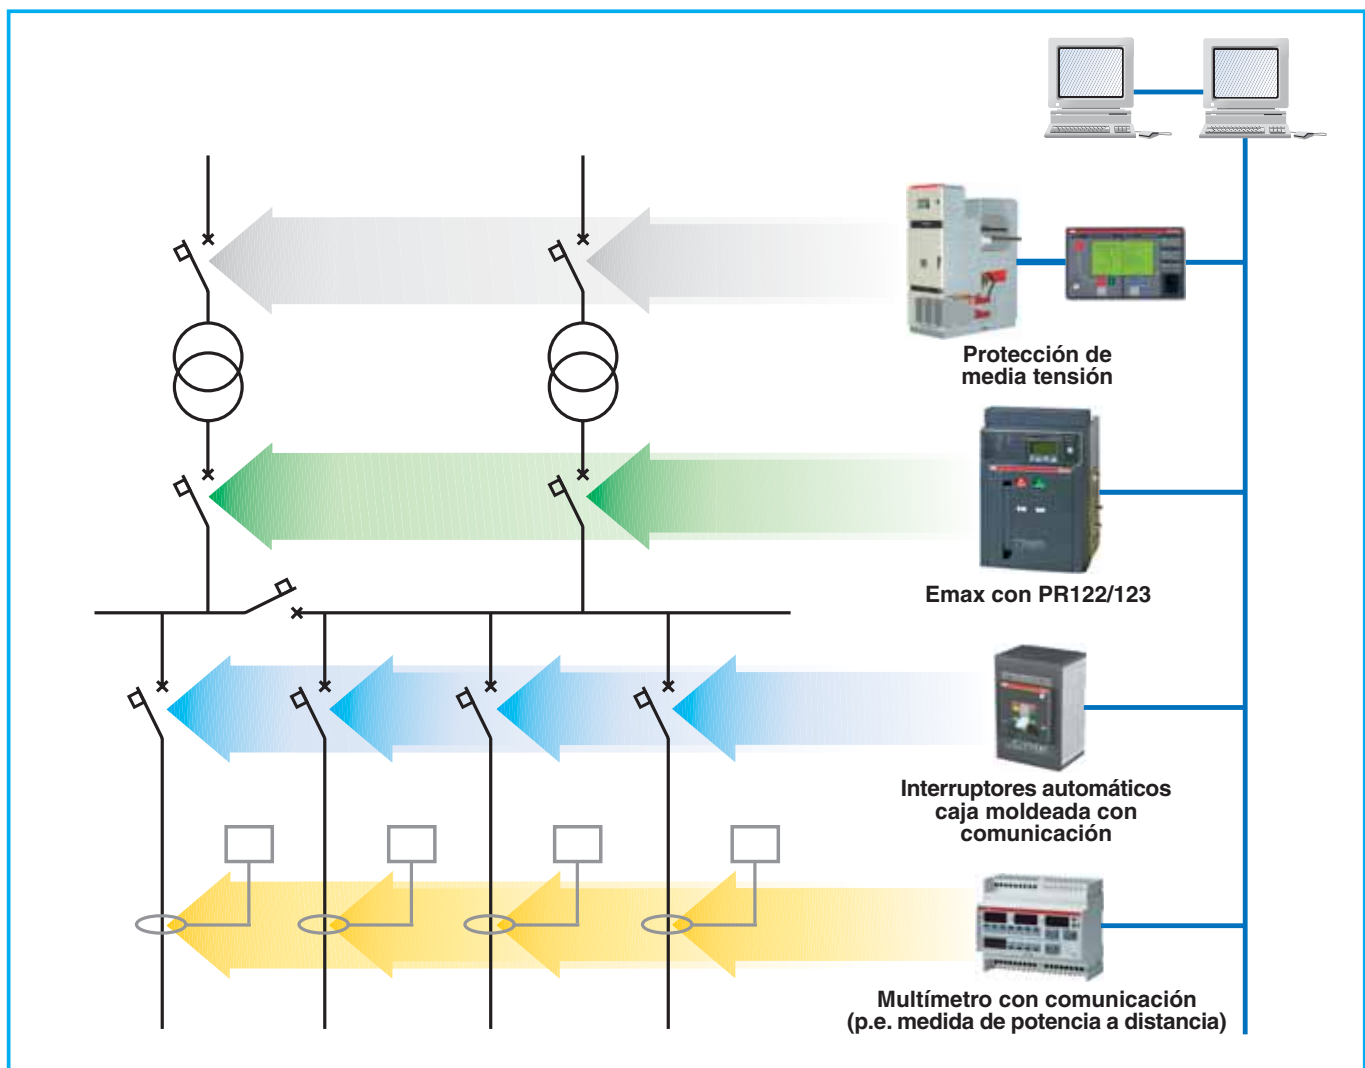 Protección de
media tensión
Emax con PR122/123
Interruptores automáticos
caja moldeada con
comunicación
Multímetro con comunicación
(p.e. medida de potencia a distancia)